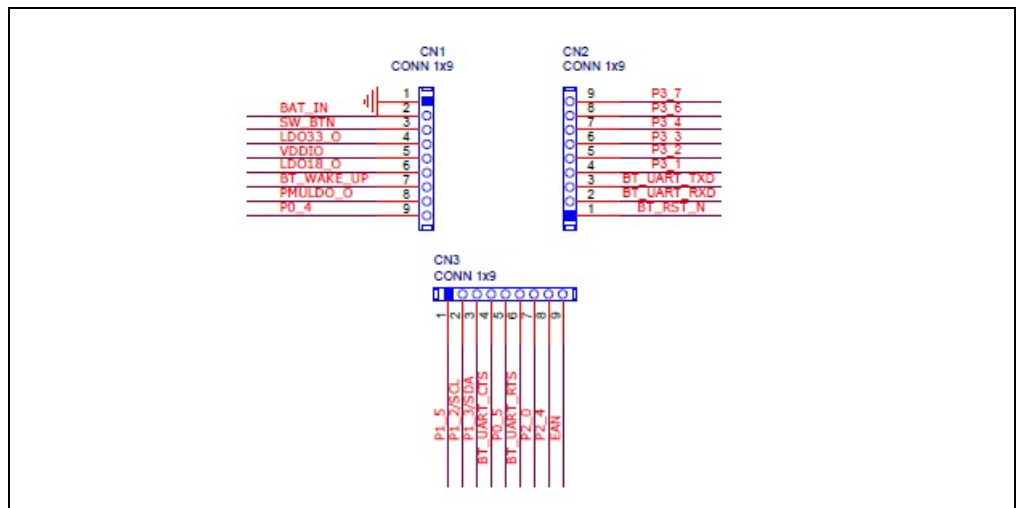 CN1
CONN 1x9
1
BAT_IN 2
SW_BTN 3
LDO33_O 4
VDDIO 5
LDO18_O 6
BT_WAKE_UP 7
PMULDO_O 8
P0_4 9
CN2
CONN 1x9
9 P3_7
8 P3_6
7 P3_4
6 P3_3
5 P3_2
4 P3_1
3 BT_UART_TXD
2 BT_UART_RXD
1 BT_RST_N
CN3
CONN 1x9
1 P1_5
2 P1_2/SCL
3 P1_3/SDA
4 BT_UART_CTS
5 P0_5
6 BT_UART_RTS
7 P2_0
8 P2_4
9 EAN